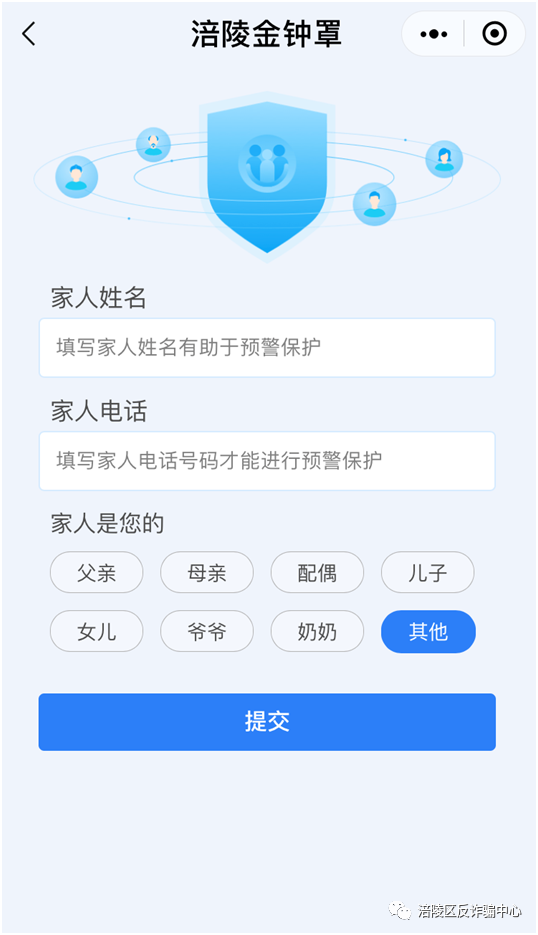 涪陵金钟罩
家人姓名
填写家人姓名有助于预警保护
家人电话
填写家人电话号码才能进行预警保护
家人是您的
父亲 母亲 配偶 儿子
女儿 爷爷 奶奶 其他
提交
涪陵区反诈骗中心